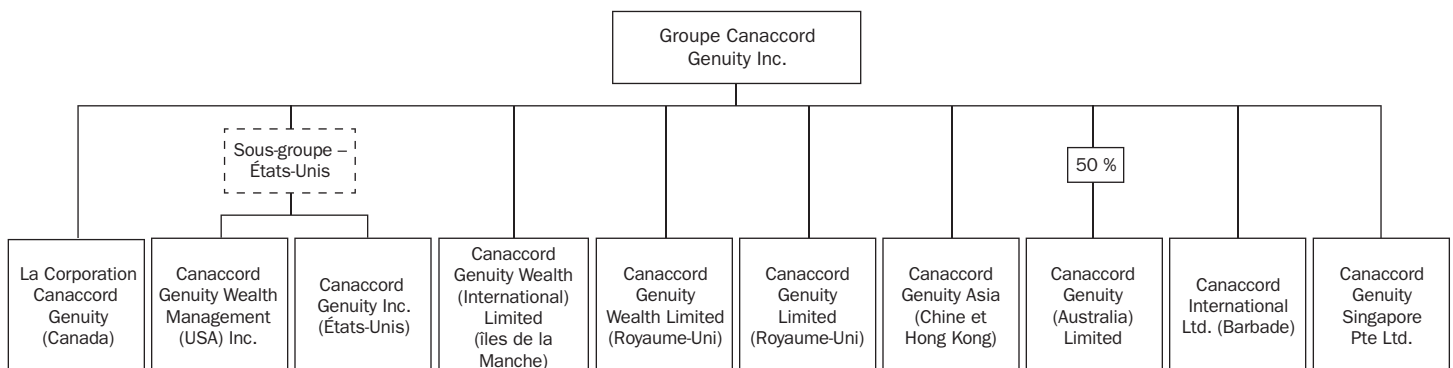 Groupe Canaccord
Genuity Inc.
Sous-groupe –
États-Unis
50 %
La Corporation
Canaccord
Genuity
(Canada)
Canaccord
Genuity Wealth
Management
(USA) Inc.
Canaccord
Genuity Inc.
(États-Unis)
Canaccord
Genuity Wealth
(International)
Limited
(îles de la
Manche)
Canaccord
Genuity
Wealth Limited
(Royaume-Uni)
Canaccord
Genuity
Limited
(Royaume-Uni)
Canaccord
Genuity Asia
(Chine et
Hong Kong)
Canaccord
Genuity
(Australia)
Limited
Canaccord
International
Ltd. (Barbade)
Canaccord
Genuity
Singapore
Pte Ltd.